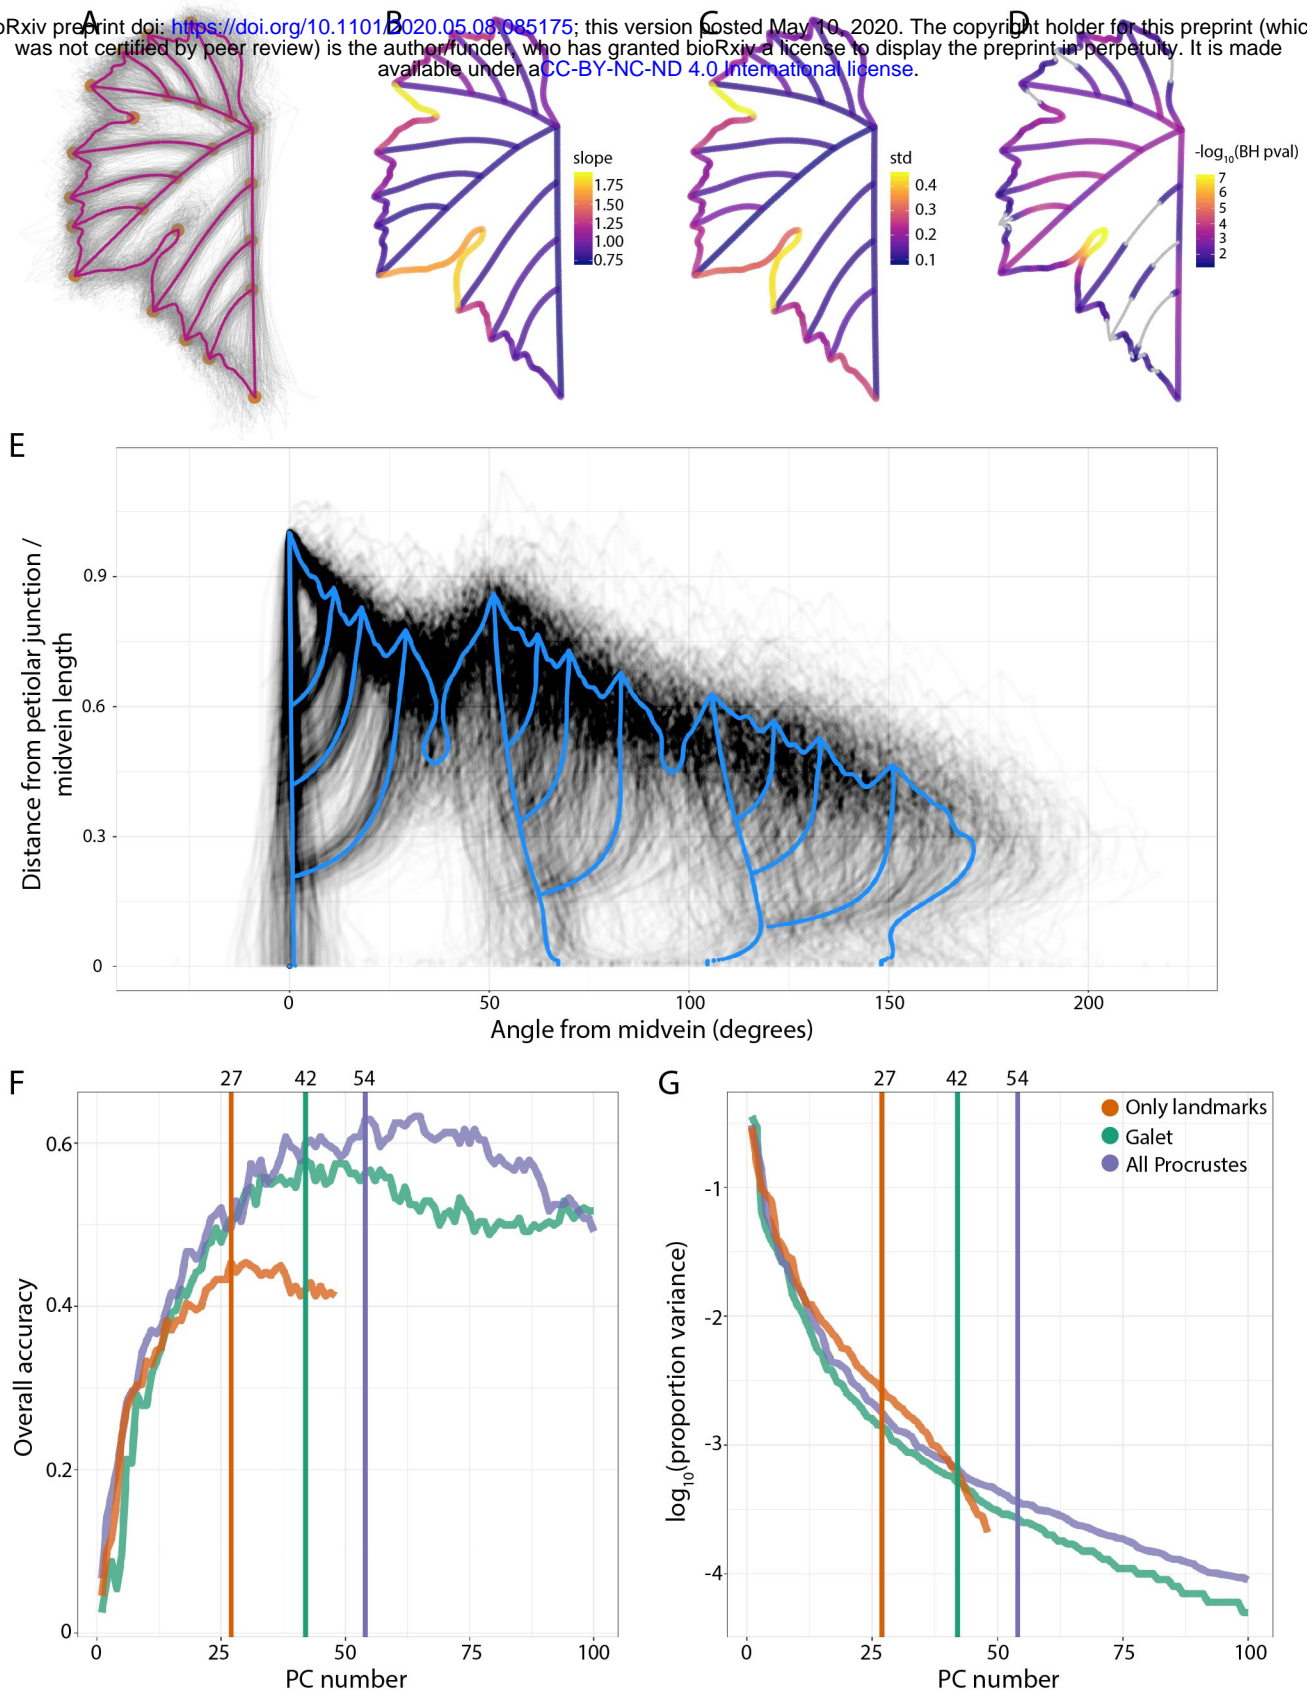 oRxiv preprint doi: https://doi.org/10.1101/2020.05.08.085175; this version posted May 10, 2020. The copyright holder for this preprint (whic
was not certified by peer review) is the author/funder, who has granted bioRxiv a license to display the preprint in perpetuity. It is made
available under aCC-BY-NC-ND 4.0 International license.
A
B
C
D
slope
1.75
1.50
1.25
1.00
0.75
std
0.4
0.3
0.2
0.1
-log10(BH pval)
7
6
5
4
3
2
E
Distance from petiolar junction /
midvein length
0.9
0.6
0.3
0
0 50 100 150 200
Angle from midvein (degrees)
F
27 42 54
Overall accuracy
0.6
0.4
0.2
0
0 25 50 75 100
PC number
G
27 42 54
Only landmarks
Galet
All Procrustes
log10(proportion variance)
-1
-2
-3
-4
0 25 50 75 100
PC number